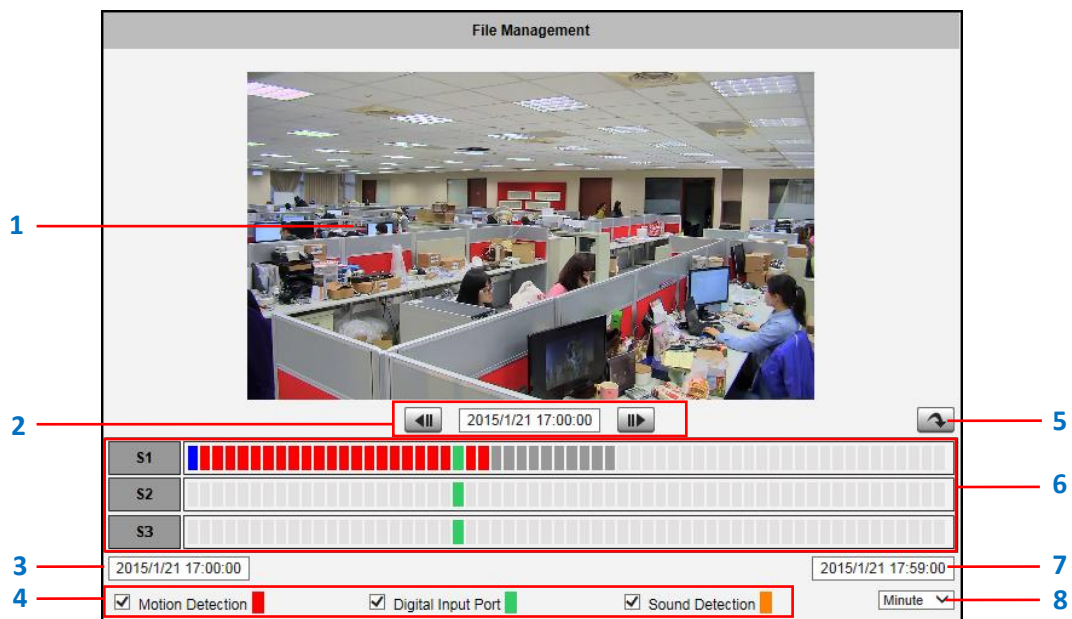 File Management
1
2
2015/1/21 17:00:00
5
S1
6
S2
S3
3
2015/1/21 17:00:00
2015/1/21 17:59:00
7
4
Motion Detection
Digital Input Port
Sound Detection
Minute
8